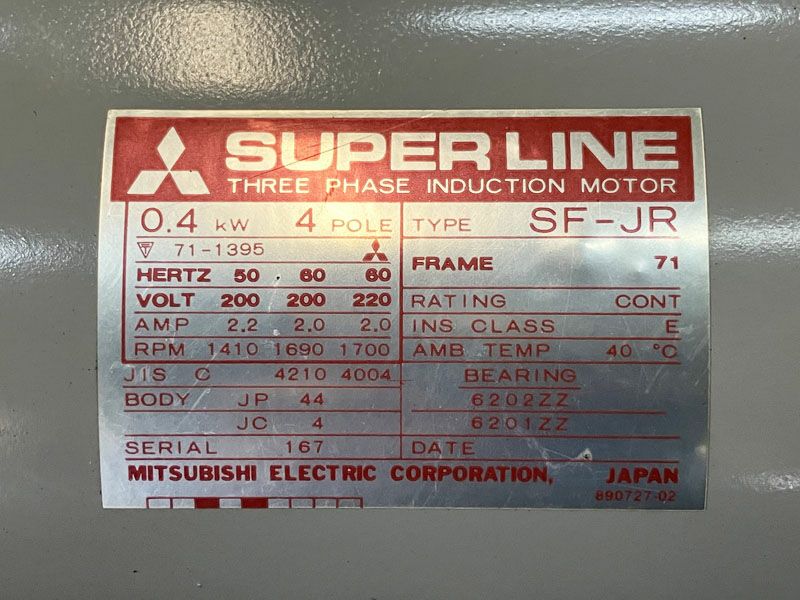 SUPER LINE
THREE PHASE INDUCTION MOTOR
0.4 kW 4 POLE
71-1395
HERTZ 50 60 60
VOLT 200 200 220
AMP 2.2 2.0 2.0
RPM 1410 1690 1700
JIS C 4210 4004
BODY JP 44
JC 4
SERIAL 167
TYPE SF-JR
FRAME 71
RATING CONT
INS CLASS E
AMB TEMP 40 °C
BEARING
6202ZZ
6201ZZ
DATE
MITSUBISHI ELECTRIC CORPORATION, JAPAN
890727-02